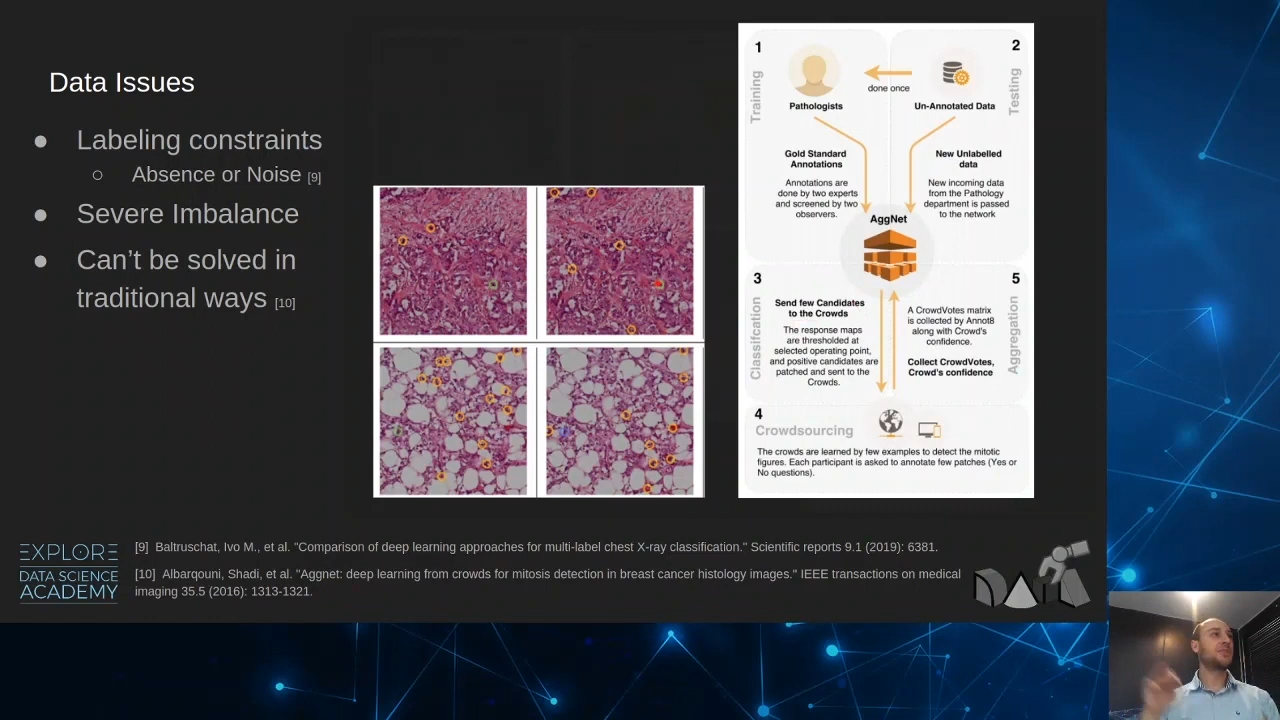 Data Issues
● Labeling constraints
○ Absence or Noise [9]
● Severe Imbalance
● Can't be solved in
traditional ways [10]
1
Training
Pathologists
done once
2
Testing
Un-Annotated Data
Gold Standard
Annotations
Annotations are
done by two experts
and screened by two
observers.
New Unlabelled
data
New incoming data
from the Pathology
department is passed
to the network
AggNet
3
Classifcation
Send few Candidates
to the Crowds
The response maps
are thresholded at
selected operating point,
and positive candidates are
patched and sent to the
Crowds.
5
Aggregation
A CrowdVotes matrix
is collected by Annot8
along with Crowd's
confidence.
Collect CrowdVotes,
Crowd's confidence
4
Crowdsourcing
The crowds are learned by few examples to detect the mitotic
figures. Each participant is asked to annotate few patches (Yes or
No questions).
EXPLORE
DATA SCIENCE
ACADEMY
[9] Baltruschat, Ivo M., et al. "Comparison of deep learning approaches for multi-label chest X-ray classification." Scientific reports 9.1 (2019): 6381.
[10] Albarqouni, Shadi, et al. "Aggnet: deep learning from crowds for mitosis detection in breast cancer histology images." IEEE transactions on medical
imaging 35.5 (2016): 1313-1321.